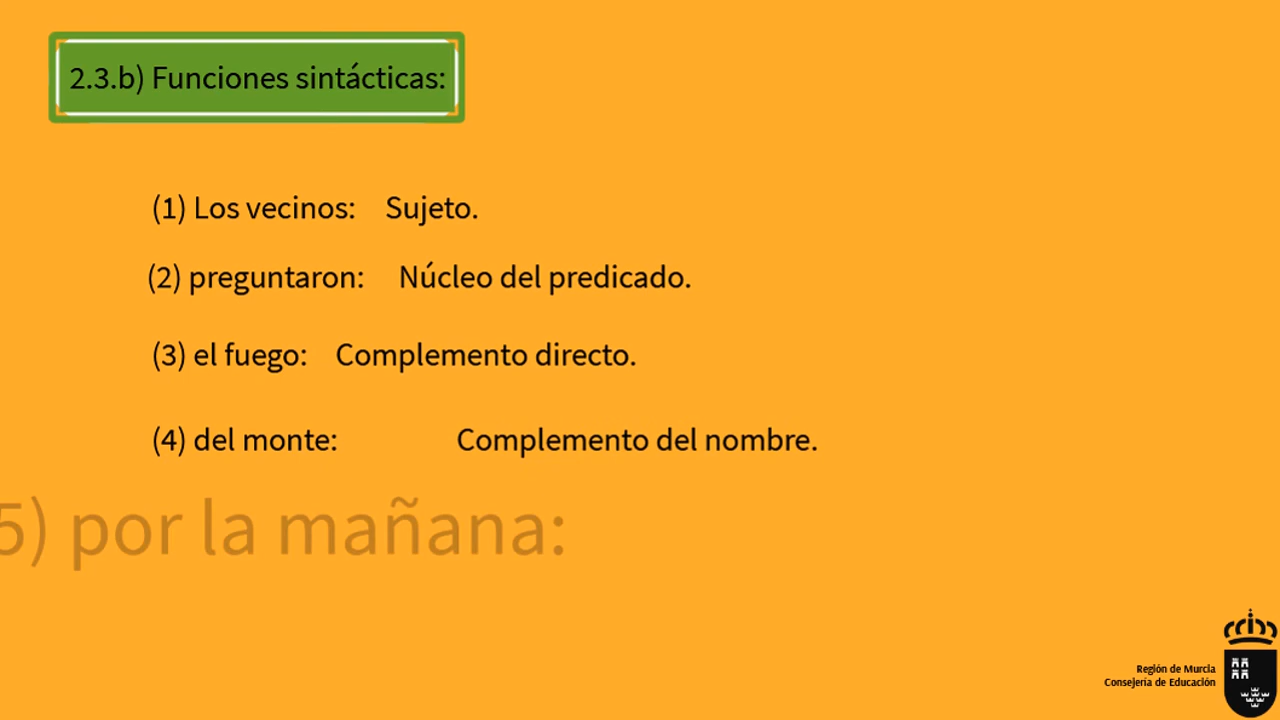 2.3.b) Funciones sintácticas:
(1) Los vecinos: Sujeto.
(2) preguntaron: Núcleo del predicado.
(3) el fuego: Complemento directo.
(4) del monte: Complemento del nombre.
5) por la mañana:
Región de Murcia
Consejería de Educación